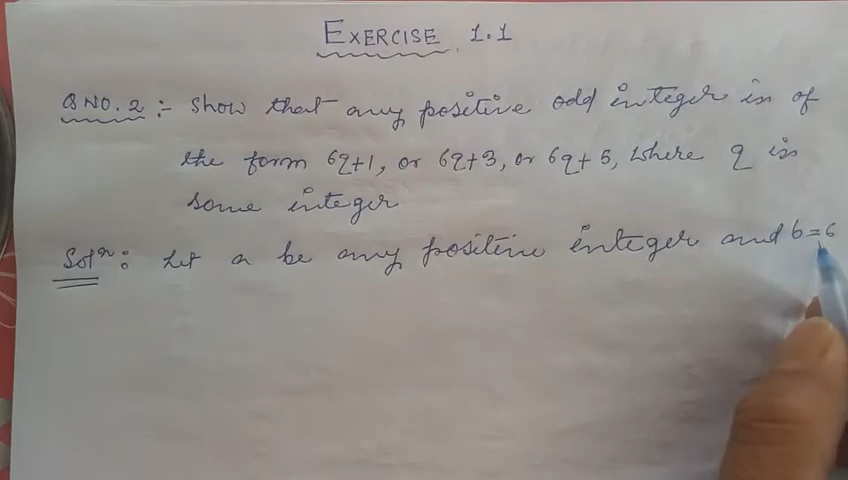 EXERCISE 1.1
Q NO. 2 :- Show that any positive odd integer is of
the form 6q+1, or 6q+3, or 6q+5, where q is
some integer
Solⁿ : Let a be any positive integer and b=6